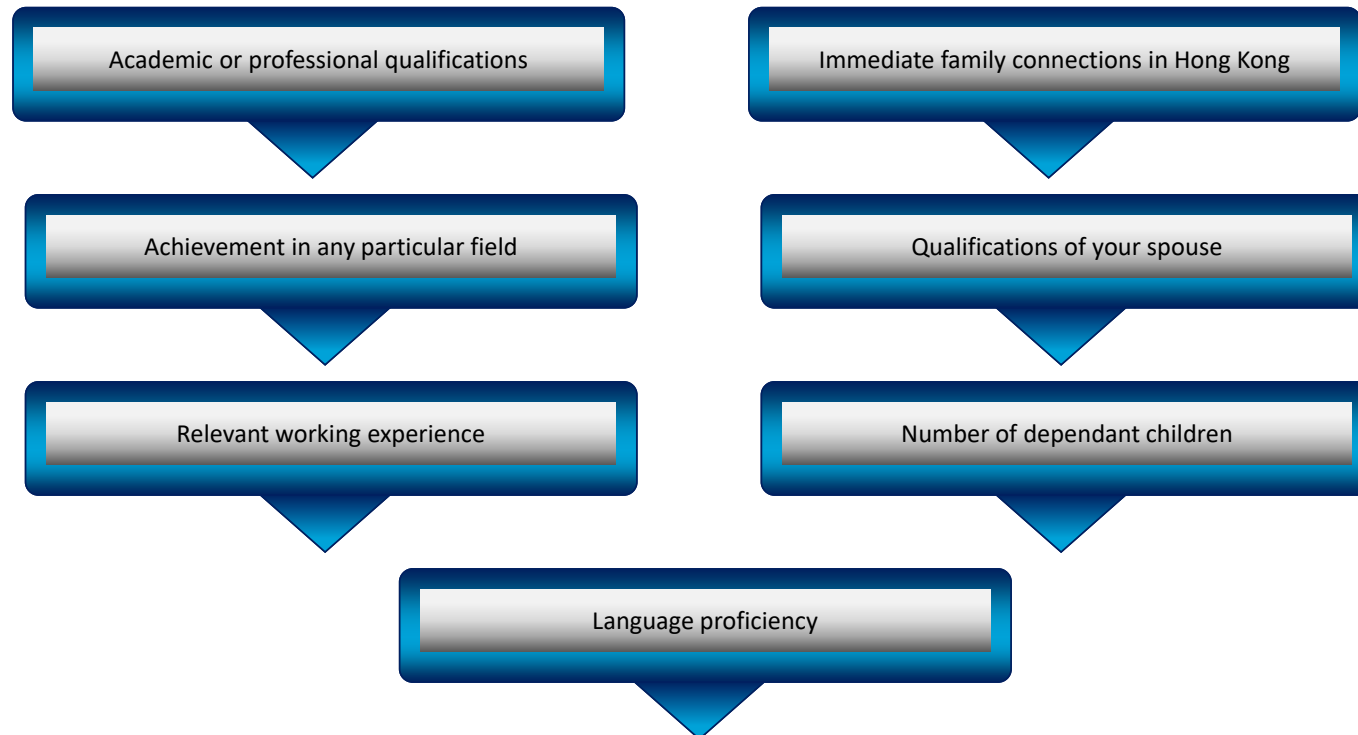 Academic or professional qualifications
Immediate family connections in Hong Kong
Achievement in any particular field
Qualifications of your spouse
Relevant working experience
Number of dependant children
Language proficiency